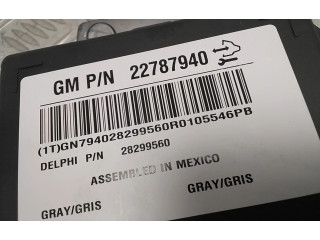 GM P/N 22787940
(1T)GN794028299560R0105546PB
DELPHI P/N 28299560
ASSEMBLED IN MEXICO
GRAY/GRIS GRAY/GRIS